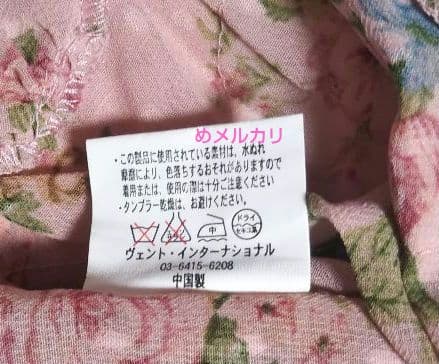 めメルカリ
・この製品に使用されている素材は、水ぬれ
摩擦により、色落ちするおそれがありますので
着用または、使用の際は十分ご注意ください
・タンブラー乾燥は、お避けください。
中
ドライ
セキユ系
ヴェント・インターナショナル
03-6415-6208
中国製